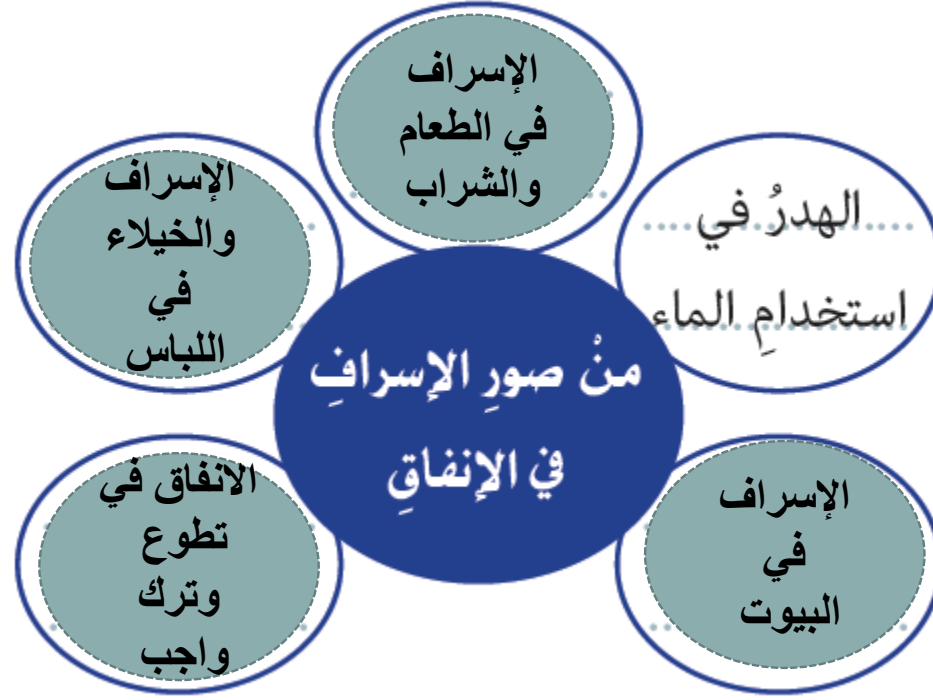 الإسراف
في الطعام
والشراب
الهدرُ في
استخدامِ الماء
الإسراف
والخيلاء
في
اللباس
منْ صورِ الإسرافِ
في الإنفاقِ
الإسراف
في
البيوت
الانفاق في
تطوع
وترك
واجب